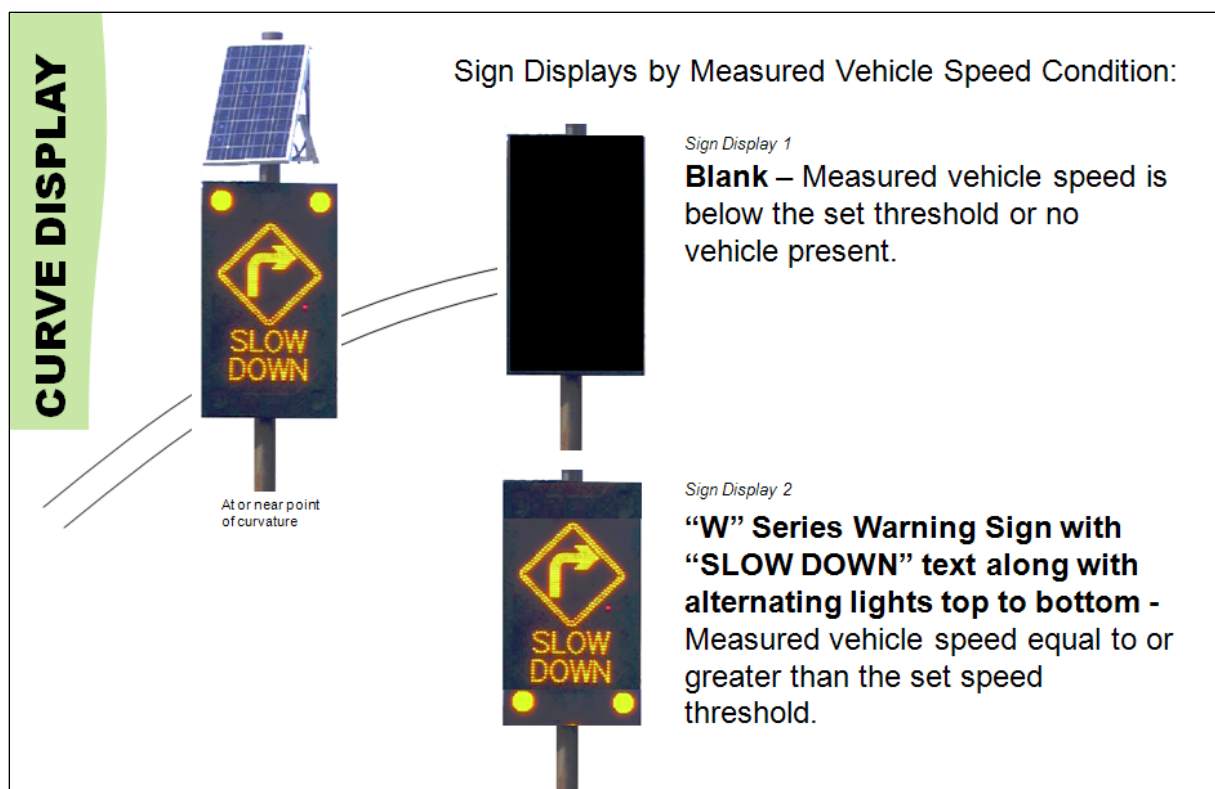 CURVE DISPLAY
Sign Displays by Measured Vehicle Speed Condition:
SLOW
DOWN
At or near point
of curvature
Sign Display 1
Blank – Measured vehicle speed is
below the set threshold or no
vehicle present.
SLOW
DOWN
Sign Display 2
“W” Series Warning Sign with
“SLOW DOWN” text along with
alternating lights top to bottom -
Measured vehicle speed equal to or
greater than the set speed
threshold.